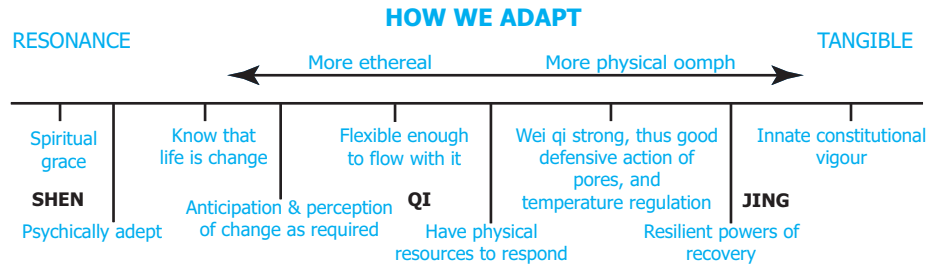 HOW WE ADAPT
RESONANCE
TANGIBLE
More ethereal
More physical oomph
Spiritual
grace
Know that
life is change
Flexible enough
to flow with it
Wei qi strong, thus good
defensive action of
pores, and
temperature regulation
Innate constitutional
vigour
SHEN
QI
JING
Psychically adept
Anticipation & perception
of change as required
Have physical
resources to respond
Resilient powers of
recovery